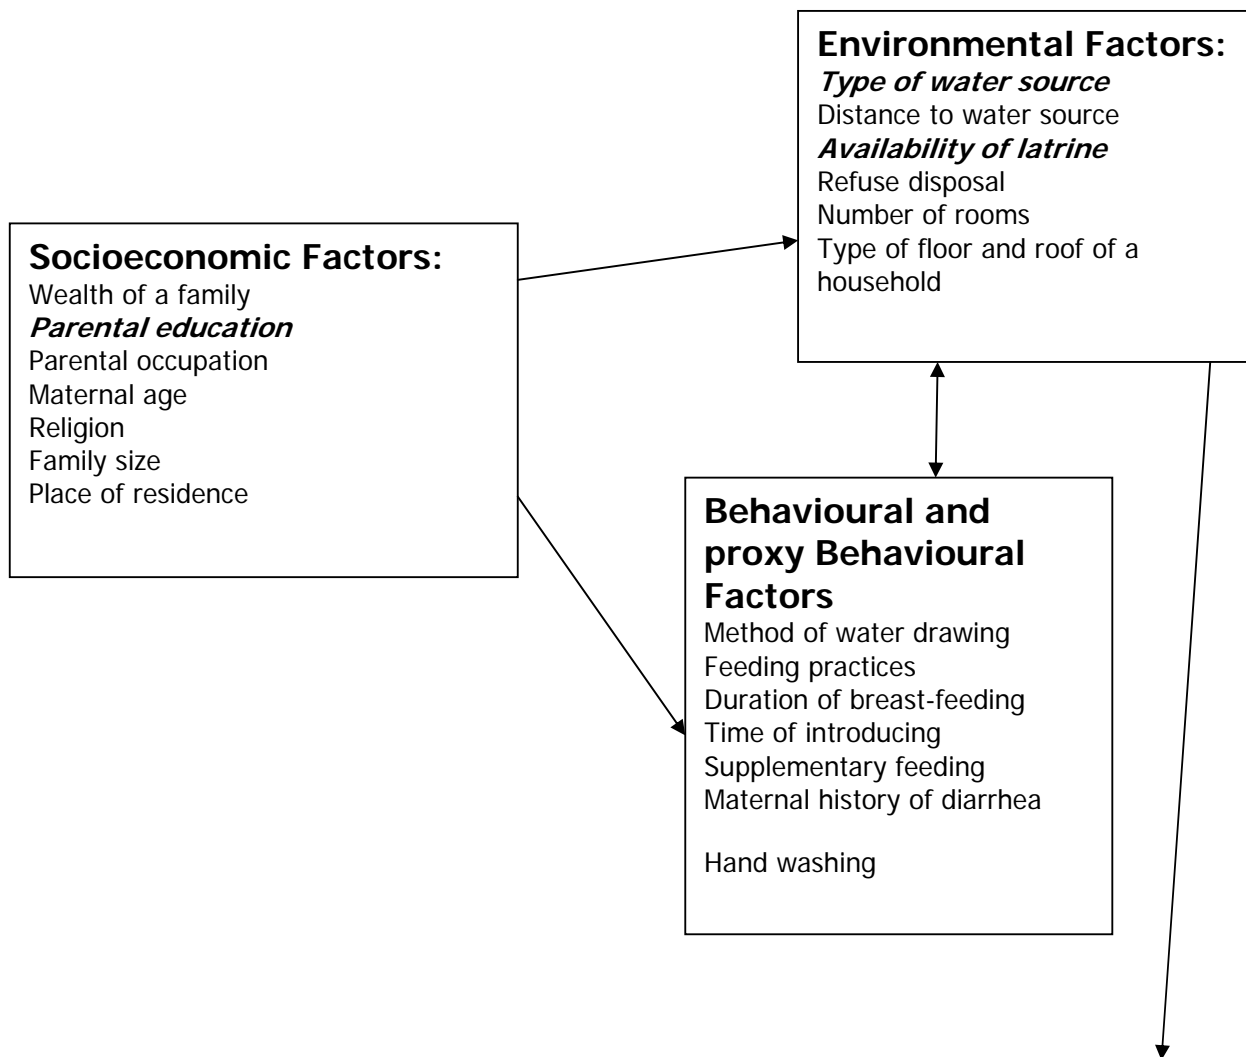 Environmental Factors:
Type of water source
Distance to water source
Availability of latrine
Refuse disposal
Number of rooms
Type of floor and roof of a
household
Socioeconomic Factors:
Wealth of a family
Parental education
Parental occupation
Maternal age
Religion
Family size
Place of residence
Behavioural and
proxy Behavioural
Factors
Method of water drawing
Feeding practices
Duration of breast-feeding
Time of introducing
Supplementary feeding
Maternal history of diarrhea
Hand washing